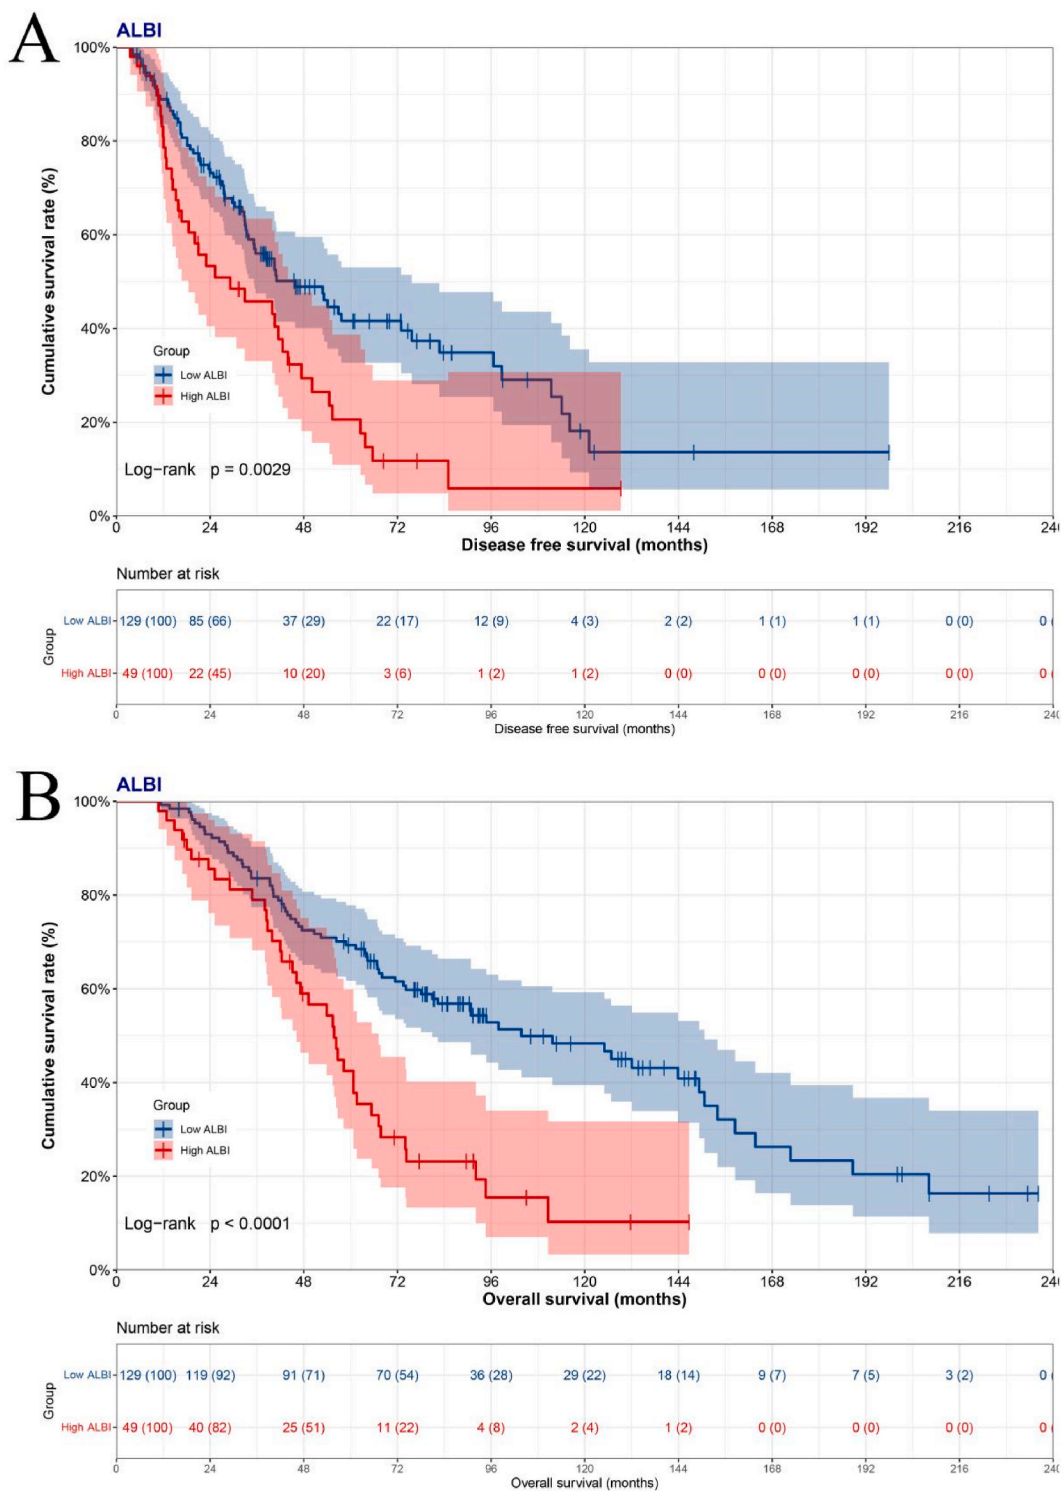 A
ALBI
100%
80%
60%
40%
20%
0%
Cumulative survival rate (%)
Group
Low ALBI
High ALBI
Log-rank p = 0.0029
0 24 48 72 96 120 144 168 192 216 24
Disease free survival (months)
Number at risk
Group
Low ALBI 129 (100) 85 (66) 37 (29) 22 (17) 12 (9) 4 (3) 2 (2) 1 (1) 1 (1) 0 (0) 0 (
High ALBI 49 (100) 22 (45) 10 (20) 3 (6) 1 (2) 1 (2) 0 (0) 0 (0) 0 (0) 0 (0) 0 (
0 24 48 72 96 120 144 168 192 216 240
Disease free survival (months)
B
ALBI
100%
80%
60%
40%
20%
0%
Cumulative survival rate (%)
Group
Low ALBI
High ALBI
Log-rank p < 0.0001
0 24 48 72 96 120 144 168 192 216 24
Overall survival (months)
Number at risk
Group
Low ALBI 129 (100) 119 (92) 91 (71) 70 (54) 36 (28) 29 (22) 18 (14) 9 (7) 7 (5) 3 (2) 0 (
High ALBI 49 (100) 40 (82) 25 (51) 11 (22) 4 (8) 2 (4) 1 (2) 0 (0) 0 (0) 0 (0) 0 (
0 24 48 72 96 120 144 168 192 216 240
Overall survival (months)